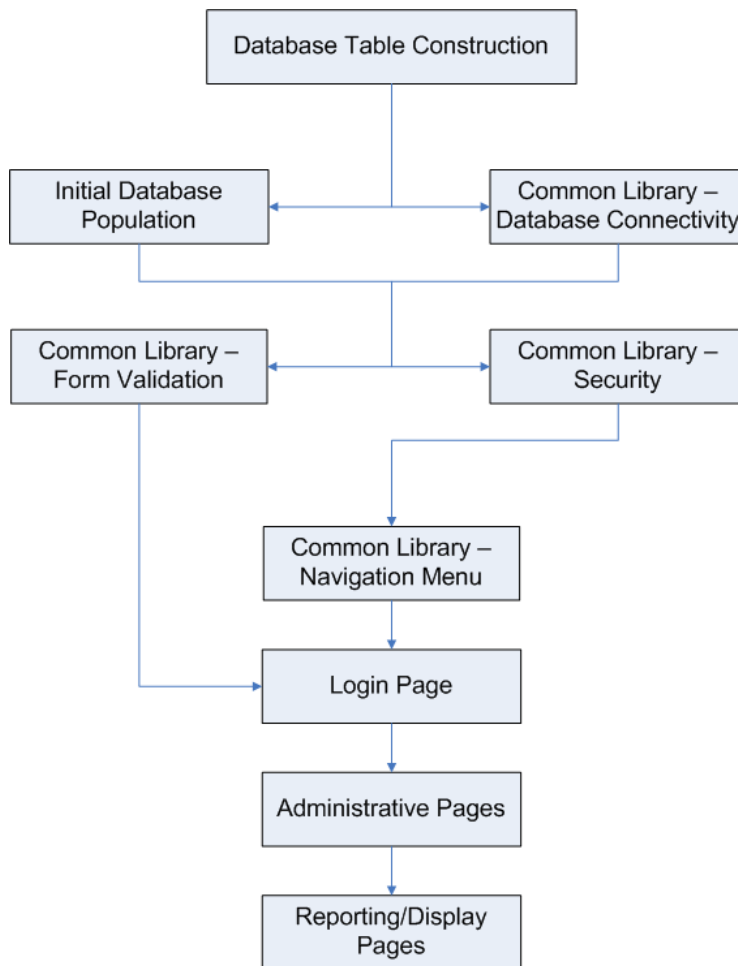 Database Table Construction
Initial Database
Population
Common Library –
Database Connectivity
Common Library –
Form Validation
Common Library –
Security
Common Library –
Navigation Menu
Login Page
Administrative Pages
Reporting/Display
Pages